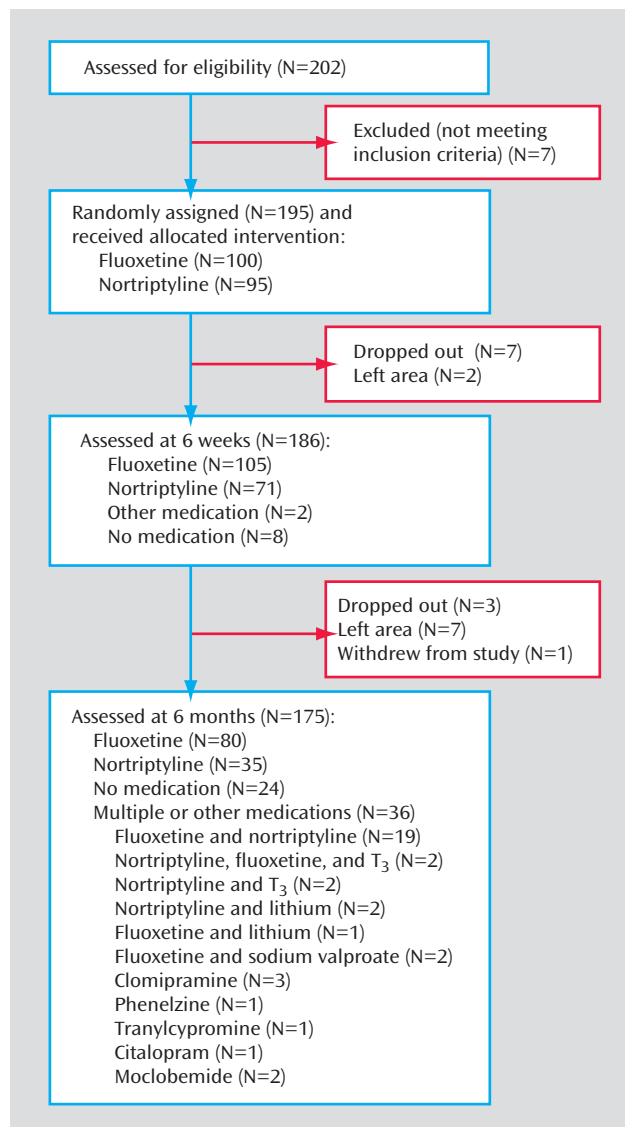 Assessed for eligibility (N=202)
Excluded (not meeting
inclusion criteria) (N=7)
Randomly assigned (N=195) and
received allocated intervention:
Fluoxetine (N=100)
Nortriptyline (N=95)
Dropped out (N=7)
Left area (N=2)
Assessed at 6 weeks (N=186):
Fluoxetine (N=105)
Nortriptyline (N=71)
Other medication (N=2)
No medication (N=8)
Dropped out (N=3)
Left area (N=7)
Withdrew from study (N=1)
Assessed at 6 months (N=175):
Fluoxetine (N=80)
Nortriptyline (N=35)
No medication (N=24)
Multiple or other medications (N=36)
Fluoxetine and nortriptyline (N=19)
Nortriptyline, fluoxetine, and T₃ (N=2)
Nortriptyline and T₃ (N=2)
Nortriptyline and lithium (N=2)
Fluoxetine and lithium (N=1)
Fluoxetine and sodium valproate (N=2)
Clomipramine (N=3)
Phenelzine (N=1)
Tranylcypromine (N=1)
Citalopram (N=1)
Moclobemide (N=2)